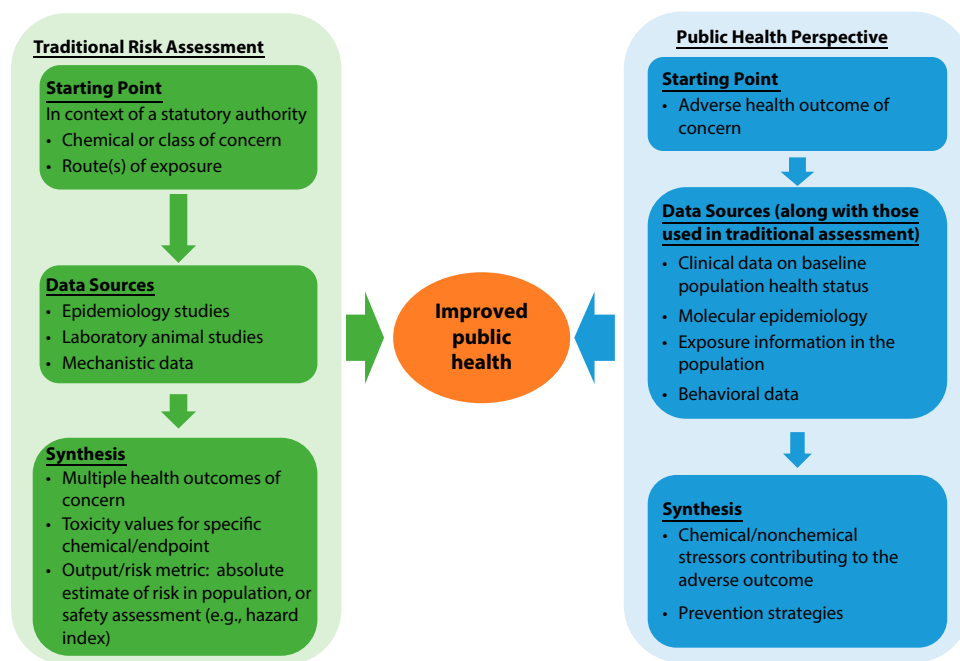 Traditional Risk Assessment
Starting Point
In context of a statutory authority
• Chemical or class of concern
• Route(s) of exposure
Data Sources
• Epidemiology studies
• Laboratory animal studies
• Mechanistic data
Synthesis
• Multiple health outcomes of
concern
• Toxicity values for specific
chemical/endpoint
• Output/risk metric: absolute
estimate of risk in population, or
safety assessment (e.g., hazard
index)
Improved
public
health
Public Health Perspective
Starting Point
• Adverse health outcome of
concern
Data Sources (along with those
used in traditional assessment)
• Clinical data on baseline
population health status
• Molecular epidemiology
• Exposure information in the
population
• Behavioral data
Synthesis
• Chemical/nonchemical
stressors contributing to the
adverse outcome
• Prevention strategies